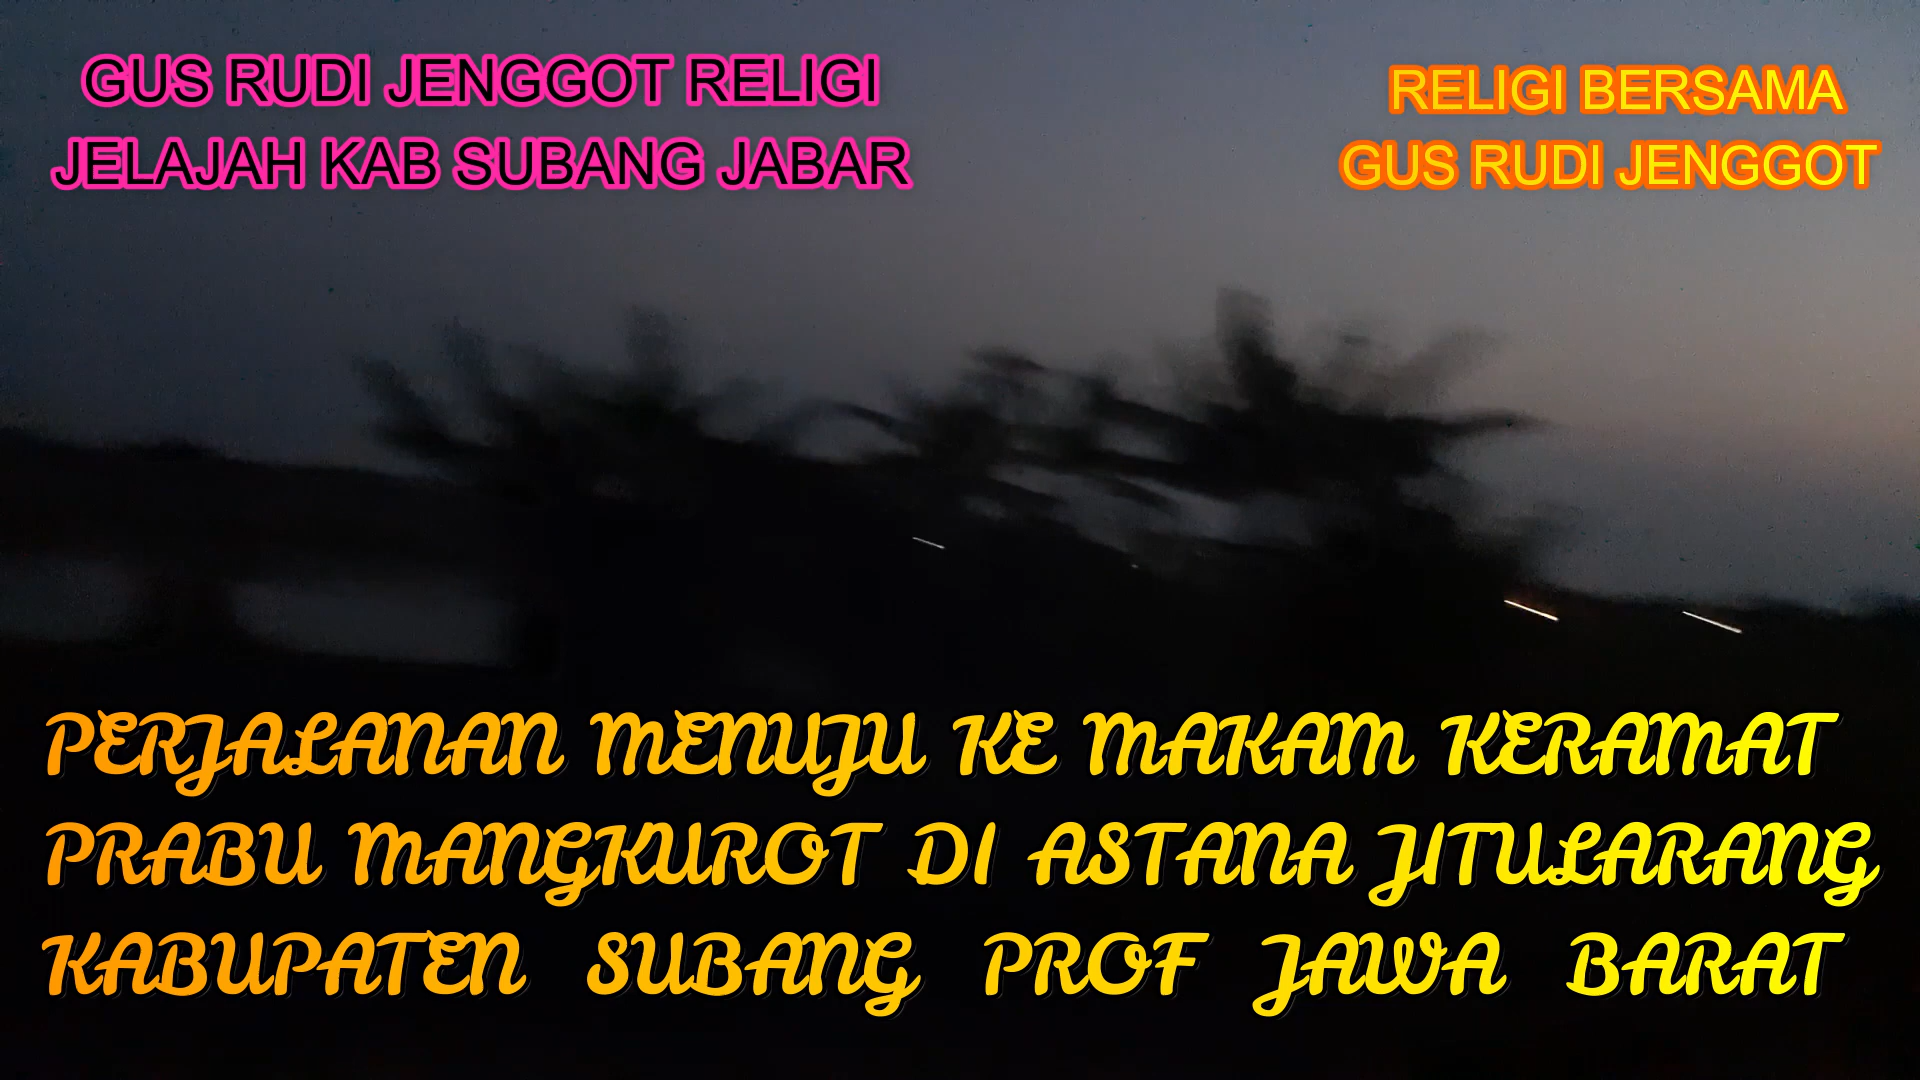 GUS RUDI JENGGOT RELIGI
JELAJAH KAB SUBANG JABAR
RELIGI BERSAMA
GUS RUDI JENGGOT
PERJALANAN MENUJU KE MAKAM KERAMAT
PRABU MANGKUROT DI ASTANA JITULARANG
KABUPATEN SUBANG PROF JAWA BARAT